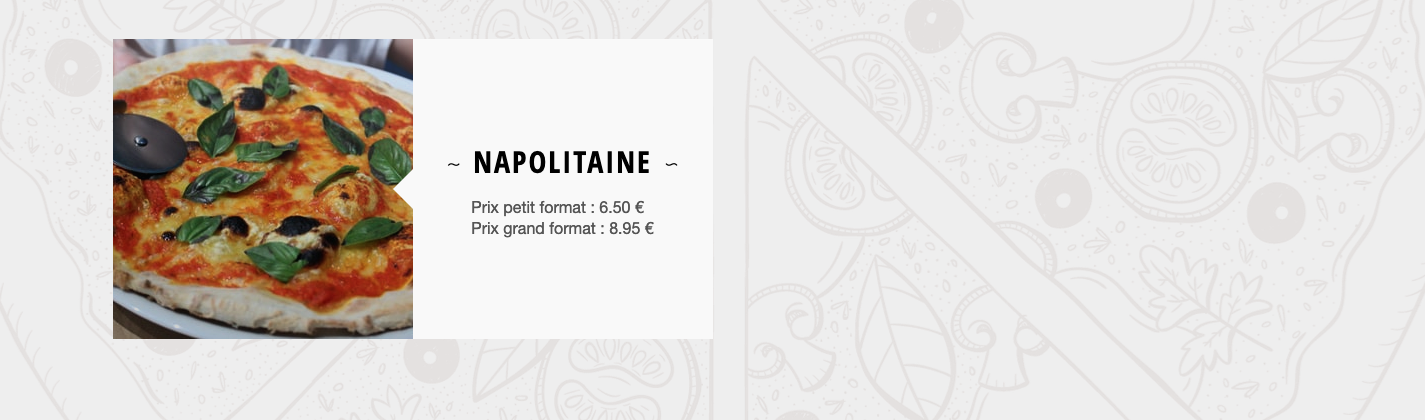 ~ NAPOLITAINE ~
Prix petit format : 6.50 €
Prix grand format : 8.95 €